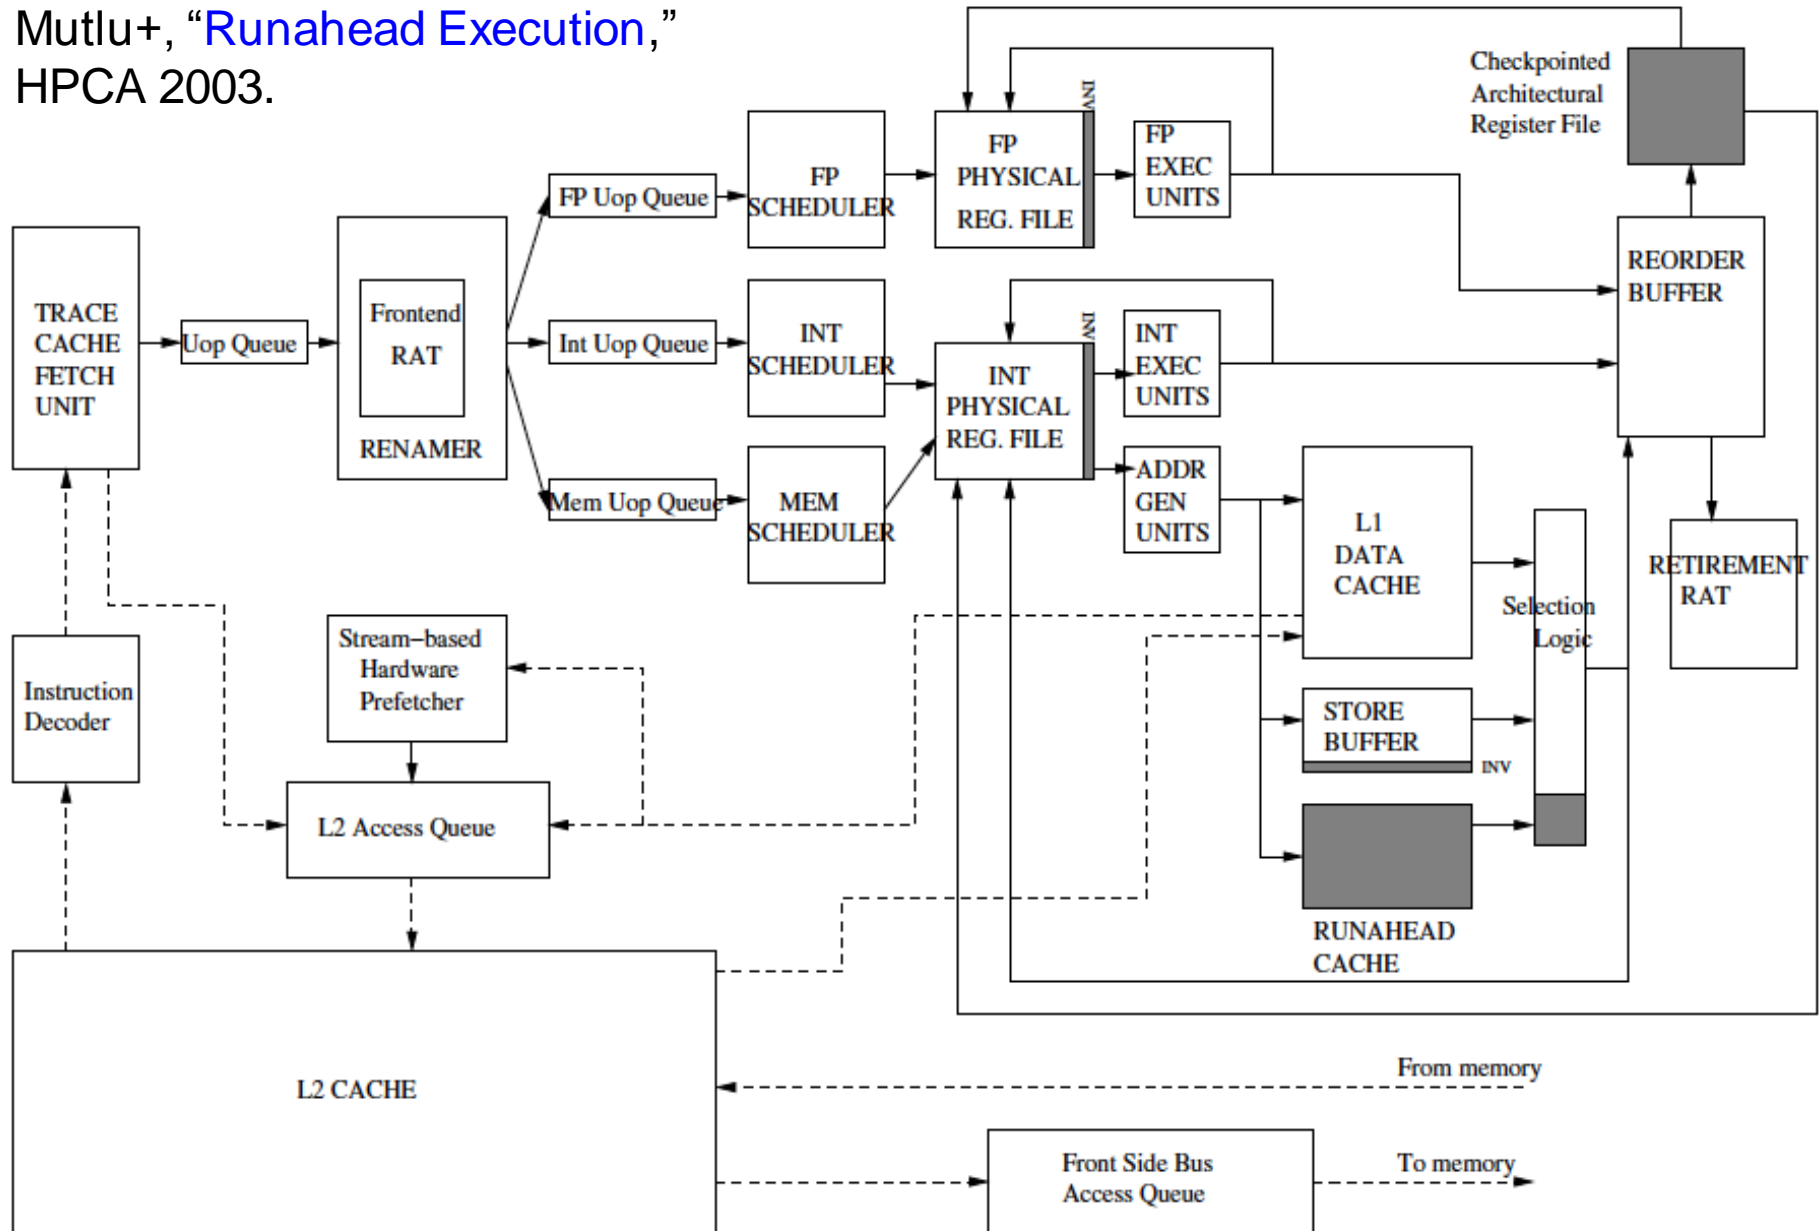 Mutlu+, “Runahead Execution,”
HPCA 2003.
Checkpointed
Architectural
Register File
INV
FP
PHYSICAL
REG. FILE
FP
EXEC
UNITS
FP
SCHEDULER
FP Uop Queue
TRACE
CACHE
FETCH
UNIT
Uop Queue
Frontend
RAT
RENAMER
Int Uop Queue
INT
SCHEDULER
INV
INT
PHYSICAL
REG. FILE
INT
EXEC
UNITS
REORDER
BUFFER
Mem Uop Queue
MEM
SCHEDULER
ADDR
GEN
UNITS
L1
DATA
CACHE
RETIREMENT
RAT
Selection
Logic
Instruction
Decoder
Stream−based
Hardware
Prefetcher
STORE
BUFFER
INV
L2 Access Queue
RUNAHEAD
CACHE
L2 CACHE
From memory
Front Side Bus
Access Queue
To memory